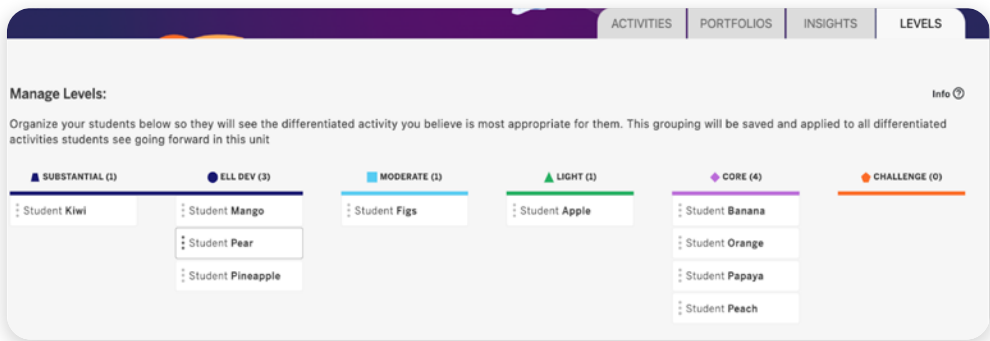 ACTIVITIES PORTFOLIOS INSIGHTS LEVELS
Manage Levels:
Info ?
Organize your students below so they will see the differentiated activity you believe is most appropriate for them. This grouping will be saved and applied to all differentiated
activities students see going forward in this unit
SUBSTANTIAL (1) ELL DEV (3) MODERATE (1) LIGHT (1) CORE (4) CHALLENGE (0)
Student Kiwi Student Mango Student Figs Student Apple Student Banana
Student Pear Student Orange
Student Pineapple Student Papaya
Student Peach